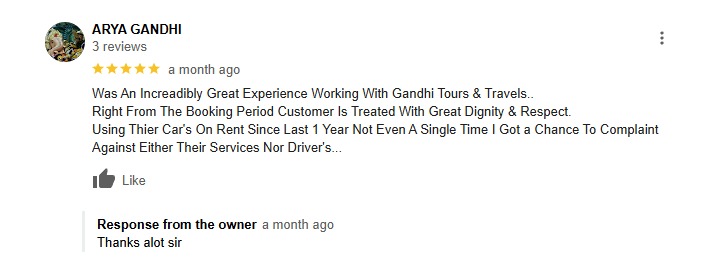 ARYA GANDHI
3 reviews
a month ago
Was An Increadibly Great Experience Working With Gandhi Tours & Travels..
Right From The Booking Period Customer Is Treated With Great Dignity & Respect.
Using Thier Car's On Rent Since Last 1 Year Not Even A Single Time I Got a Chance To Complaint
Against Either Their Services Nor Driver's...
Like
Response from the owner a month ago
Thanks alot sir